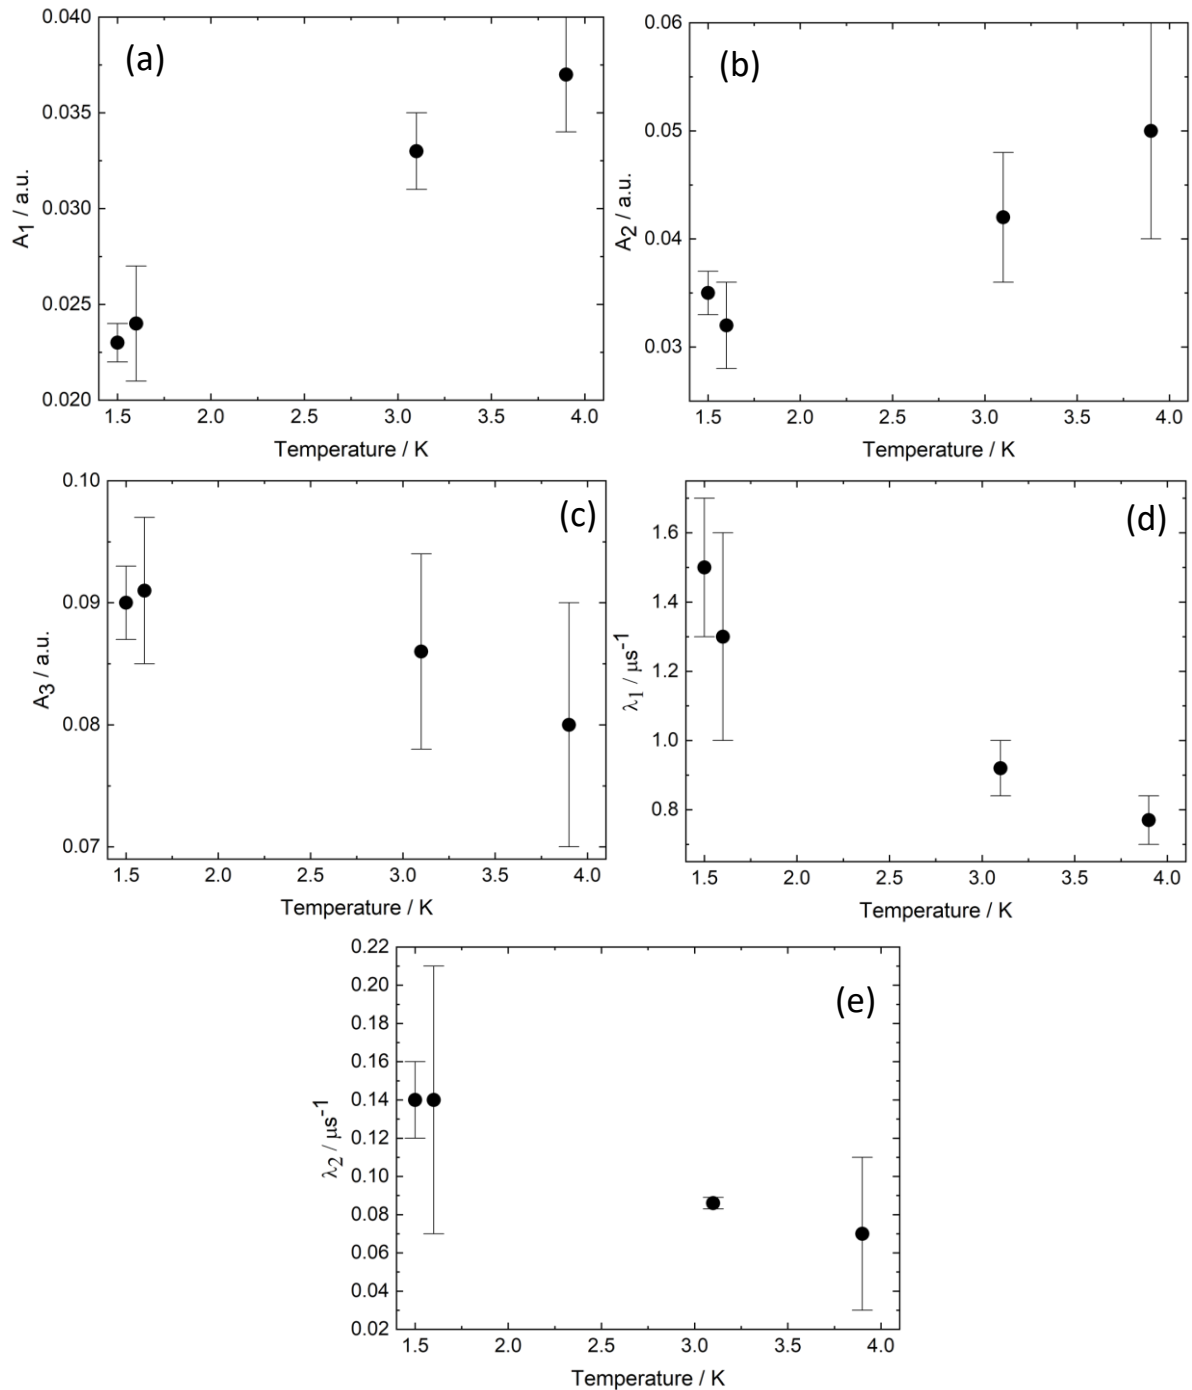 (a)
0.040
0.035
0.030
0.025
0.020
A1 / a.u.
1.5 2.0 2.5 3.0 3.5 4.0
Temperature / K
(b)
0.06
0.05
0.04
0.03
A2 / a.u.
1.5 2.0 2.5 3.0 3.5 4.0
Temperature / K
(c)
0.10
0.09
0.08
0.07
A3 / a.u.
1.5 2.0 2.5 3.0 3.5 4.0
Temperature / K
(d)
1.6
1.4
1.2
1.0
0.8
λ1 / μs-1
1.5 2.0 2.5 3.0 3.5 4.0
Temperature / K
(e)
0.22
0.20
0.18
0.16
0.14
0.12
0.10
0.08
0.06
0.04
0.02
λ2 / μs-1
1.5 2.0 2.5 3.0 3.5 4.0
Temperature / K